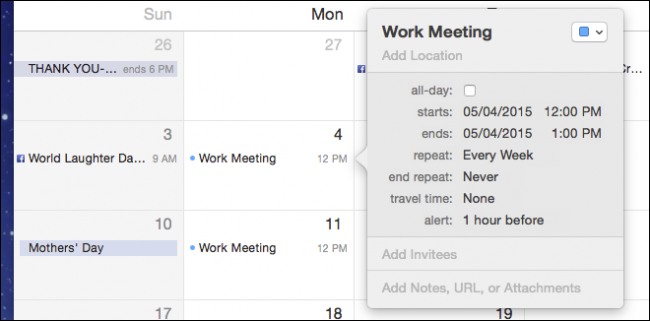 Sun
Mon
26
27
THANK YOU-... ends 6 PM
Cr...
3
4
World Laughter Da... 9 AM
Work Meeting 12 PM
10
11
Mothers' Day
Work Meeting 12 PM
17
18
19
Work Meeting
Add Location
all-day:
starts: 05/04/2015 12:00 PM
ends: 05/04/2015 1:00 PM
repeat: Every Week
end repeat: Never
travel time: None
alert: 1 hour before
Add Invitees
Add Notes, URL, or Attachments